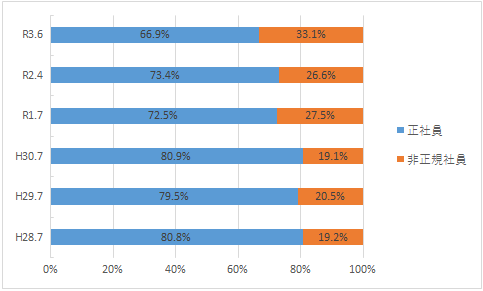 R3.6 66.9% 33.1%
R2.4 73.4% 26.6%
R1.7 72.5% 27.5%
H30.7 80.9% 19.1%
H29.7 79.5% 20.5%
H28.7 80.8% 19.2%
0% 20% 40% 60% 80% 100%
正社員
非正規社員